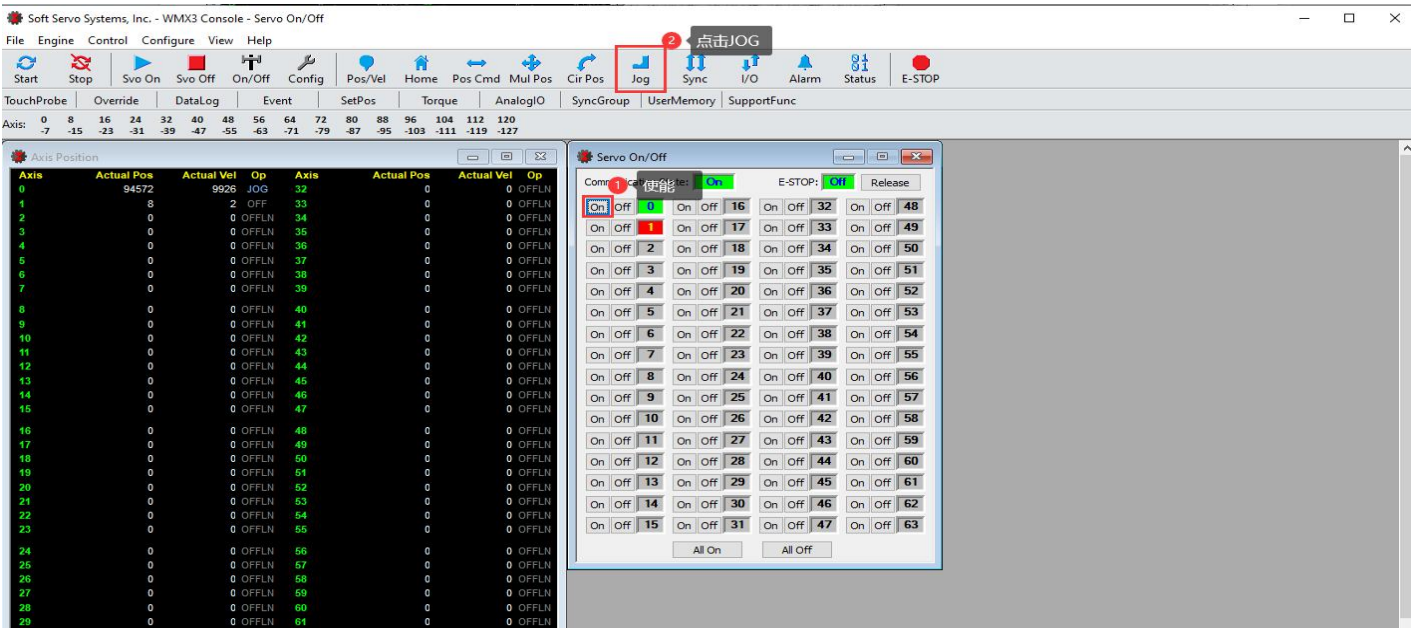 Soft Servo Systems, Inc. - WMX3 Console - Servo On/Off
File Engine Control Configure View Help
2 点击JOG
Start Stop Svo On Svo Off On/Off Config Pos/Vel Home Pos Cmd Mul Pos Cir Pos Jog Sync I/O Alarm Status E-STOP
TouchProbe Override DataLog Event SetPos Torque AnalogIO SyncGroup UserMemory SupportFunc
Axis: 0 8 16 24 32 40 48 56 64 72 80 88 96 104 112 120
-7 -15 -23 -31 -39 -47 -55 -63 -71 -79 -87 -95 -103 -111 -119 -127
Axis Position
Axis Actual Pos Actual Vel Op Axis Actual Pos Actual Vel Op
0 94572 9926 JOG 32 0 0 OFFLN
1 8 2 OFF 33 0 0 OFFLN
2 0 0 OFFLN 34 0 0 OFFLN
3 0 0 OFFLN 35 0 0 OFFLN
4 0 0 OFFLN 36 0 0 OFFLN
5 0 0 OFFLN 37 0 0 OFFLN
6 0 0 OFFLN 38 0 0 OFFLN
7 0 0 OFFLN 39 0 0 OFFLN
8 0 0 OFFLN 40 0 0 OFFLN
9 0 0 OFFLN 41 0 0 OFFLN
10 0 0 OFFLN 42 0 0 OFFLN
11 0 0 OFFLN 43 0 0 OFFLN
12 0 0 OFFLN 44 0 0 OFFLN
13 0 0 OFFLN 45 0 0 OFFLN
14 0 0 OFFLN 46 0 0 OFFLN
15 0 0 OFFLN 47 0 0 OFFLN
16 0 0 OFFLN 48 0 0 OFFLN
17 0 0 OFFLN 49 0 0 OFFLN
18 0 0 OFFLN 50 0 0 OFFLN
19 0 0 OFFLN 51 0 0 OFFLN
20 0 0 OFFLN 52 0 0 OFFLN
21 0 0 OFFLN 53 0 0 OFFLN
22 0 0 OFFLN 54 0 0 OFFLN
23 0 0 OFFLN 55 0 0 OFFLN
24 0 0 OFFLN 56 0 0 OFFLN
25 0 0 OFFLN 57 0 0 OFFLN
26 0 0 OFFLN 58 0 0 OFFLN
27 0 0 OFFLN 59 0 0 OFFLN
28 0 0 OFFLN 60 0 0 OFFLN
29 0 0 OFFLN 61 0 0 OFFLN
Servo On/Off
On E-STOP: Off Release
1 使能
On Off 0 On Off 16 On Off 32 On Off 48
On Off 1 On Off 17 On Off 33 On Off 49
On Off 2 On Off 18 On Off 34 On Off 50
On Off 3 On Off 19 On Off 35 On Off 51
On Off 4 On Off 20 On Off 36 On Off 52
On Off 5 On Off 21 On Off 37 On Off 53
On Off 6 On Off 22 On Off 38 On Off 54
On Off 7 On Off 23 On Off 39 On Off 55
On Off 8 On Off 24 On Off 40 On Off 56
On Off 9 On Off 25 On Off 41 On Off 57
On Off 10 On Off 26 On Off 42 On Off 58
On Off 11 On Off 27 On Off 43 On Off 59
On Off 12 On Off 28 On Off 44 On Off 60
On Off 13 On Off 29 On Off 45 On Off 61
On Off 14 On Off 30 On Off 46 On Off 62
On Off 15 On Off 31 On Off 47 On Off 63
All On All Off